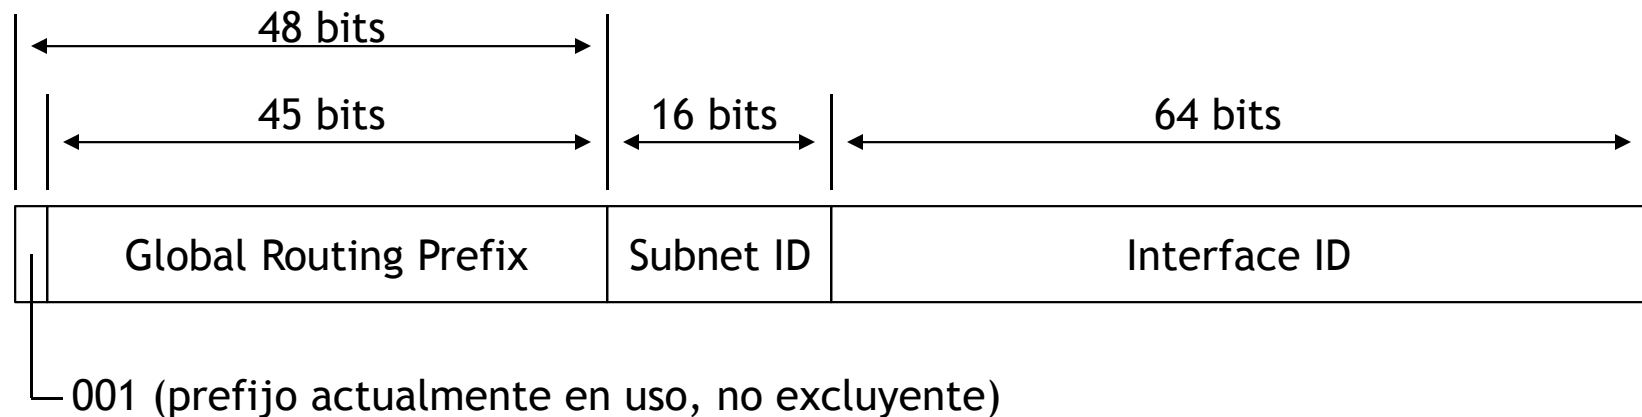 48 bits
45 bits
16 bits
64 bits
Global Routing Prefix
Subnet ID
Interface ID
001 (prefijo actualmente en uso, no excluyente)